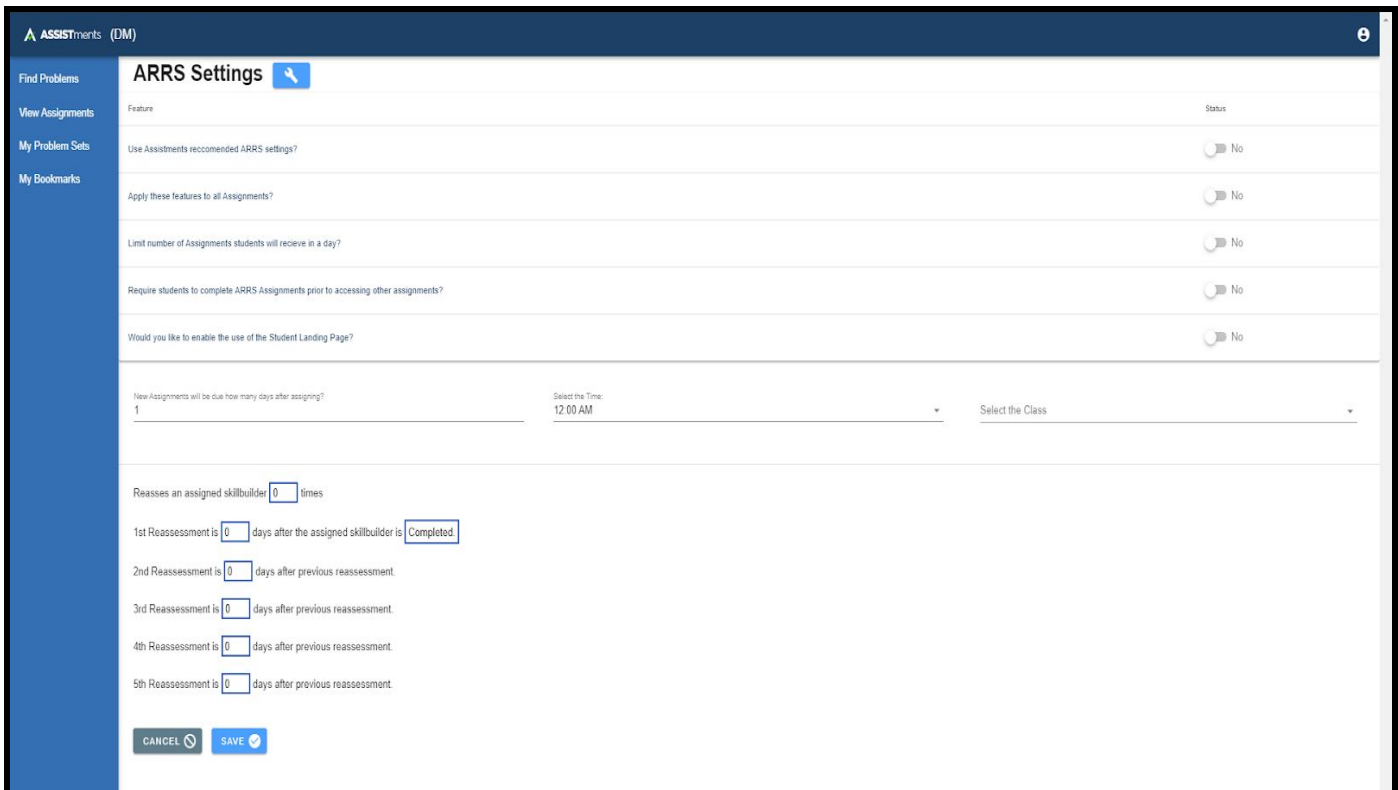 ASSISTments (DM)
Find Problems
View Assignments
My Problem Sets
My Bookmarks
ARRS Settings
Feature Status
Use Assistments reccomended ARRS settings? No
Apply these features to all Assignments? No
Limit number of Assignments students will recieve in a day? No
Require students to complete ARRS Assignments prior to accessing other assignments? No
Would you like to enable the use of the Student Landing Page? No
New Assignments will be due how many days after assigning? Select the Time:
1 12:00 AM Select the Class
Reasses an assigned skillbuilder 0 times
1st Reassessment is 0 days after the assigned skillbuilder is Completed.
2nd Reassessment is 0 days after previous reassessment.
3rd Reassessment is 0 days after previous reassessment.
4th Reassessment is 0 days after previous reassessment.
5th Reassessment is 0 days after previous reassessment.
CANCEL SAVE